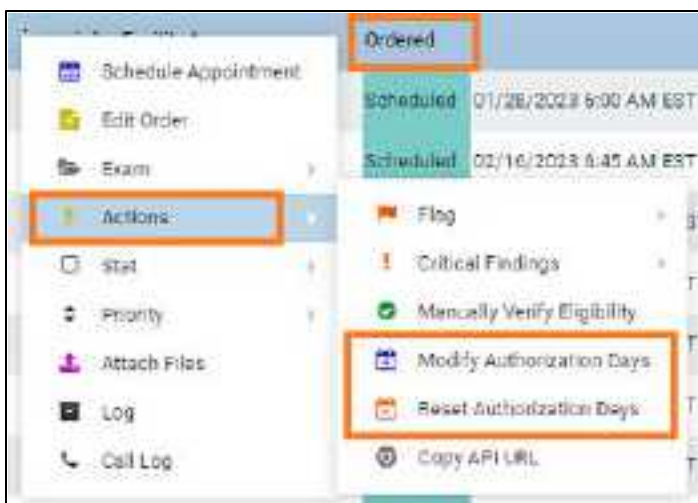 Ordered
Schedule Appointment
Scheduled 01/28/2023 6:00 AM EST
Edit Order
Scheduled 02/16/2023 6:45 AM EST
Exam
Actions
Flag
Stat
Critical Findings
Priority
Manually Verify Eligibility
Attach Files
Modify Authorization Days
Log
Reset Authorization Days
Call Log
Copy API URL